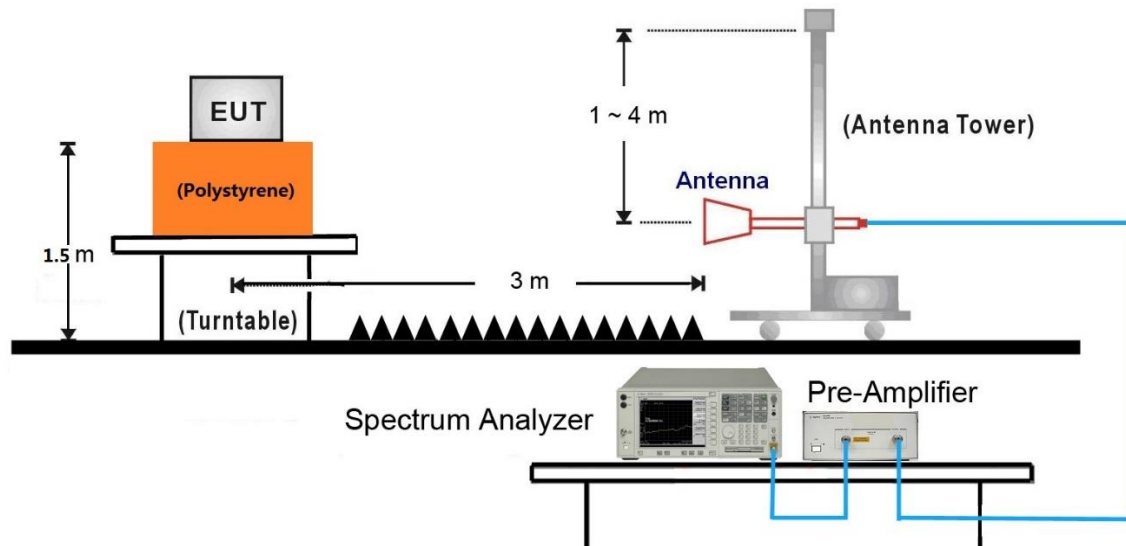 EUT
1 ~ 4 m
(Antenna Tower)
Antenna
(Polystyrene)
1.5 m
3 m
(Turntable)
Spectrum Analyzer
Pre-Amplifier